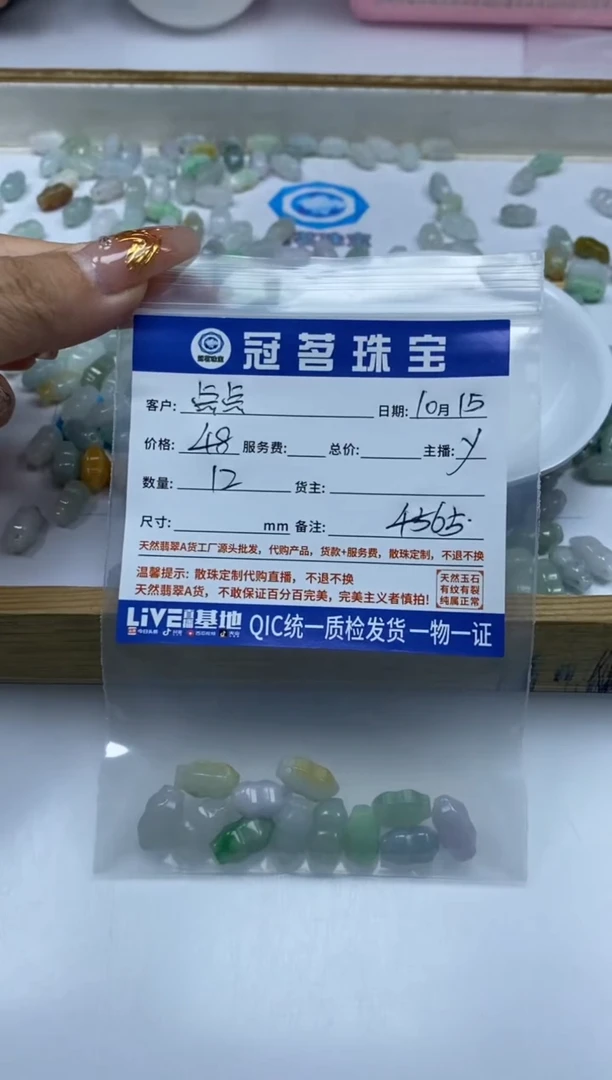 冠茗珠宝
客户: 点点 日期: 10月15
价格: 48 服务费: 总价: 主播: y
数量: 12 货主:
尺寸: mm 备注: 4565.
天然翡翠A货工厂源头批发，代购产品，货款+服务费，散珠定制，不退不换
温馨提示: 散珠定制代购直播，不退不换
天然翡翠A货，不敢保证百分百完美，完美主义者慎拍!
天然玉石
有纹有裂
纯属正常
LiVE直播基地 QIC统一质检发货 一物一证